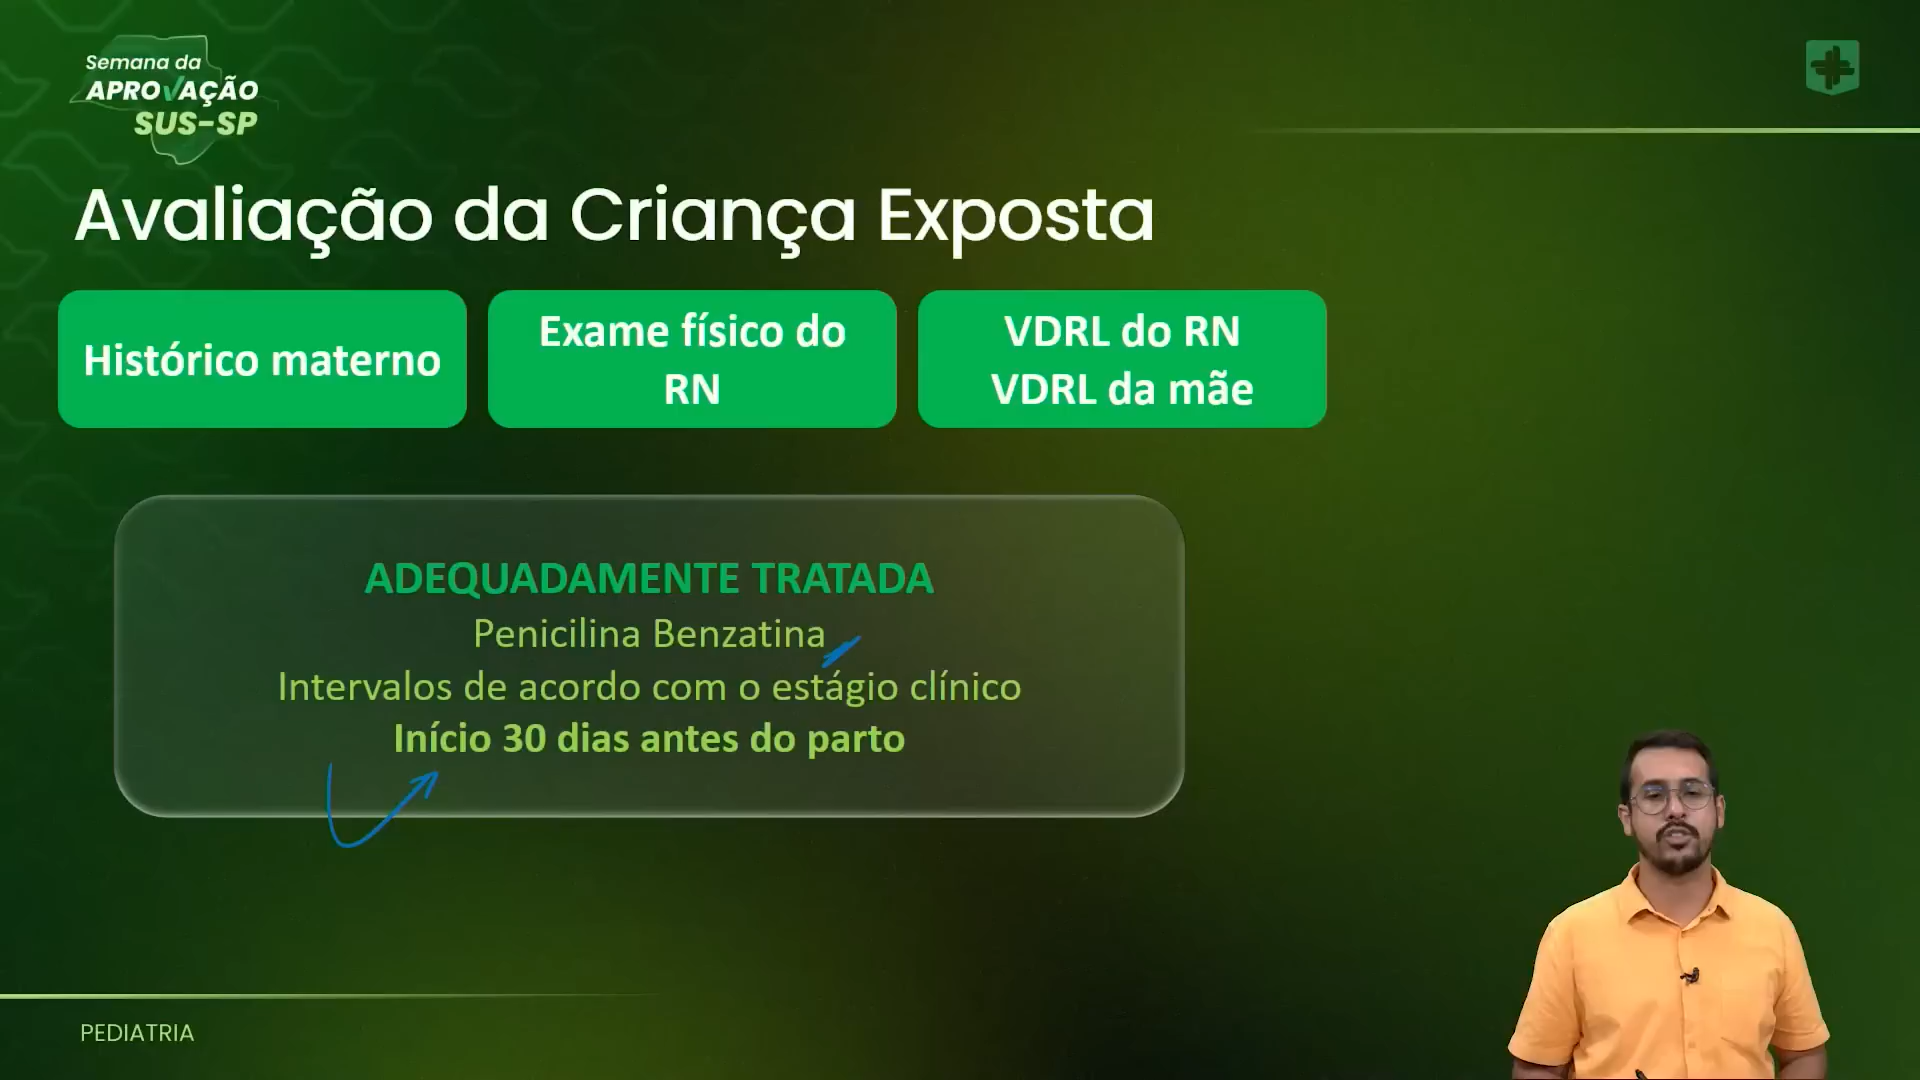 Semana da
APROVAÇÃO
SUS-SP
Avaliação da Criança Exposta
Histórico materno
Exame físico do
RN
VDRL do RN
VDRL da mãe
ADEQUADAMENTE TRATADA
Penicilina Benzatina
Intervalos de acordo com o estágio clínico
Início 30 dias antes do parto
PEDIATRIA